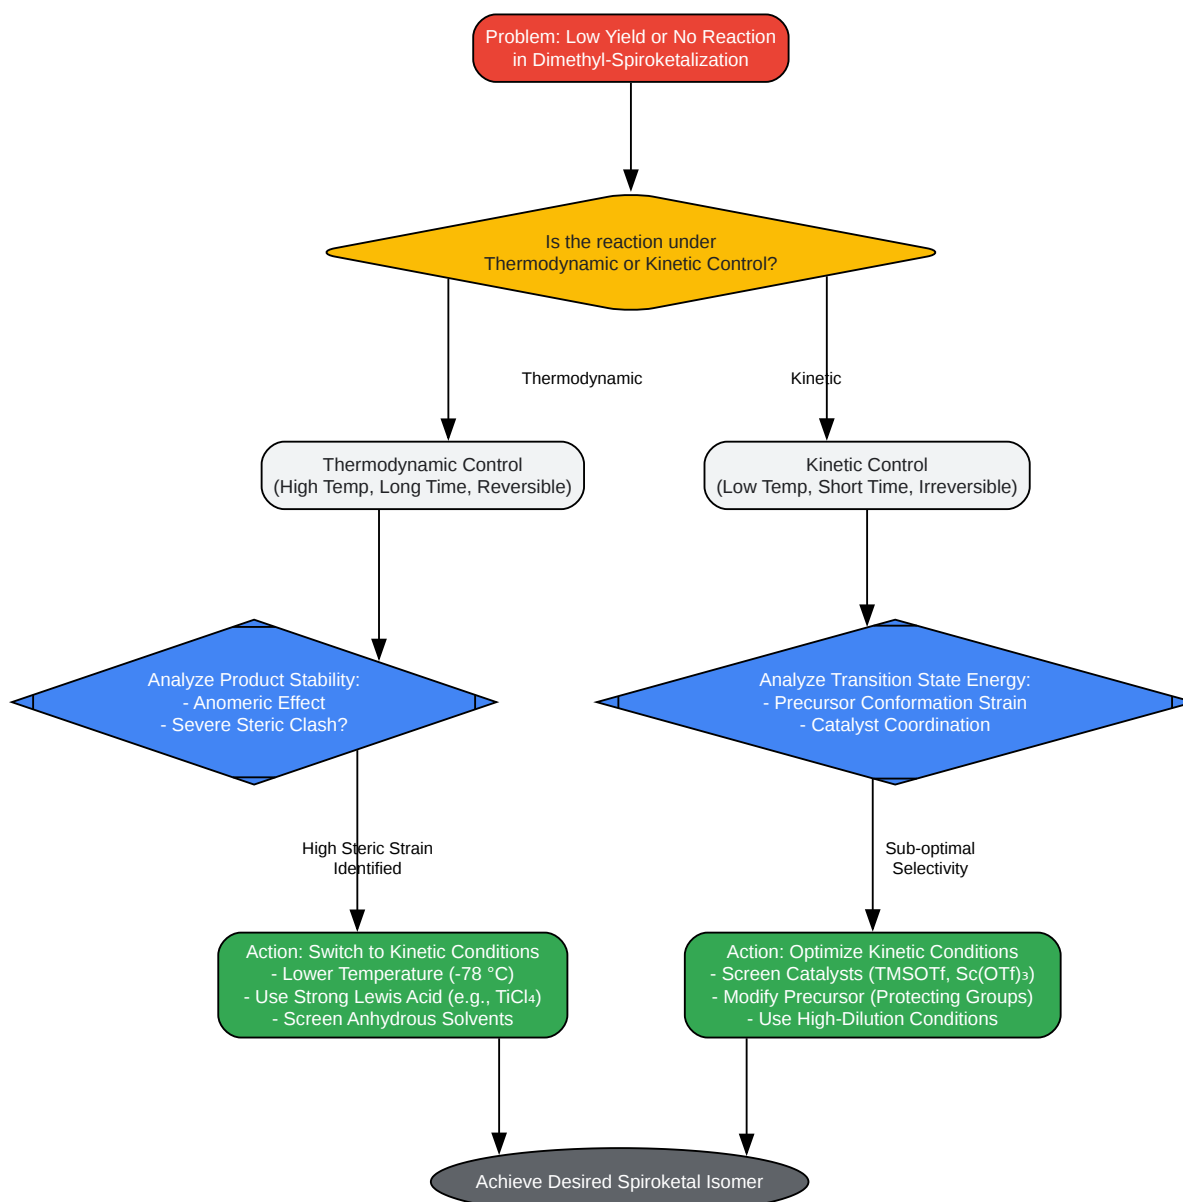 Problem: Low Yield or No Reaction
in Dimethyl-Spiroketalization
Is the reaction under
Thermodynamic or Kinetic Control?
Thermodynamic
Kinetic
Thermodynamic Control
(High Temp, Long Time, Reversible)
Kinetic Control
(Low Temp, Short Time, Irreversible)
Analyze Product Stability:
- Anomeric Effect
- Severe Steric Clash?
Analyze Transition State Energy:
- Precursor Conformation Strain
- Catalyst Coordination
High Steric Strain
Identified
Sub-optimal
Selectivity
Action: Switch to Kinetic Conditions
- Lower Temperature (-78 °C)
- Use Strong Lewis Acid (e.g., TiCl₄)
- Screen Anhydrous Solvents
Action: Optimize Kinetic Conditions
- Screen Catalysts (TMSOTf, Sc(OTf)₃)
- Modify Precursor (Protecting Groups)
- Use High-Dilution Conditions
Achieve Desired Spiroketal Isomer